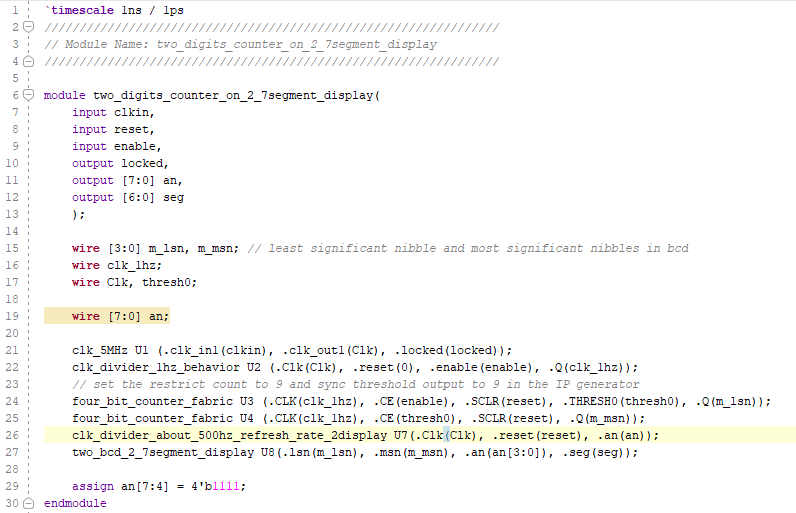 1 `timescale 1ns / 1ps
2 /////////////////////////////////////////////////////////////////
3 // Module Name: two_digits_counter_on_2_7segment_display
4 /////////////////////////////////////////////////////////////////
5
6 module two_digits_counter_on_2_7segment_display(
7 input clkin,
8 input reset,
9 input enable,
10 output locked,
11 output [7:0] an,
12 output [6:0] seg
13 );
14
15 wire [3:0] m_lsn, m_msn; // least significant nibble and most significant nibbles in bcd
16 wire clk_1hz;
17 wire Clk, thresh0;
18
19 wire [7:0] an;
20
21 clk_5MHz U1 (.clk_in1(clkin), .clk_out1(Clk), .locked(locked));
22 clk_divider_1hz_behavior U2 (.Clk(Clk), .reset(0), .enable(enable), .Q(clk_1hz));
23 // set the restrict count to 9 and sync threshold output to 9 in the IP generator
24 four_bit_counter_fabric U3 (.CLK(clk_1hz), .CE(enable), .SCLR(reset), .THRESH0(thresh0), .Q(m_lsn));
25 four_bit_counter_fabric U4 (.CLK(clk_1hz), .CE(thresh0), .SCLR(reset), .Q(m_msn));
26 clk_divider_about_500hz_refresh_rate_2display U7(.Clk(Clk), .reset(reset), .an(an));
27 two_bcd_2_7segment_display U8(.lsn(m_lsn), .msn(m_msn), .an(an[3:0]), .seg(seg));
28
29 assign an[7:4] = 4'b1111;
30 endmodule